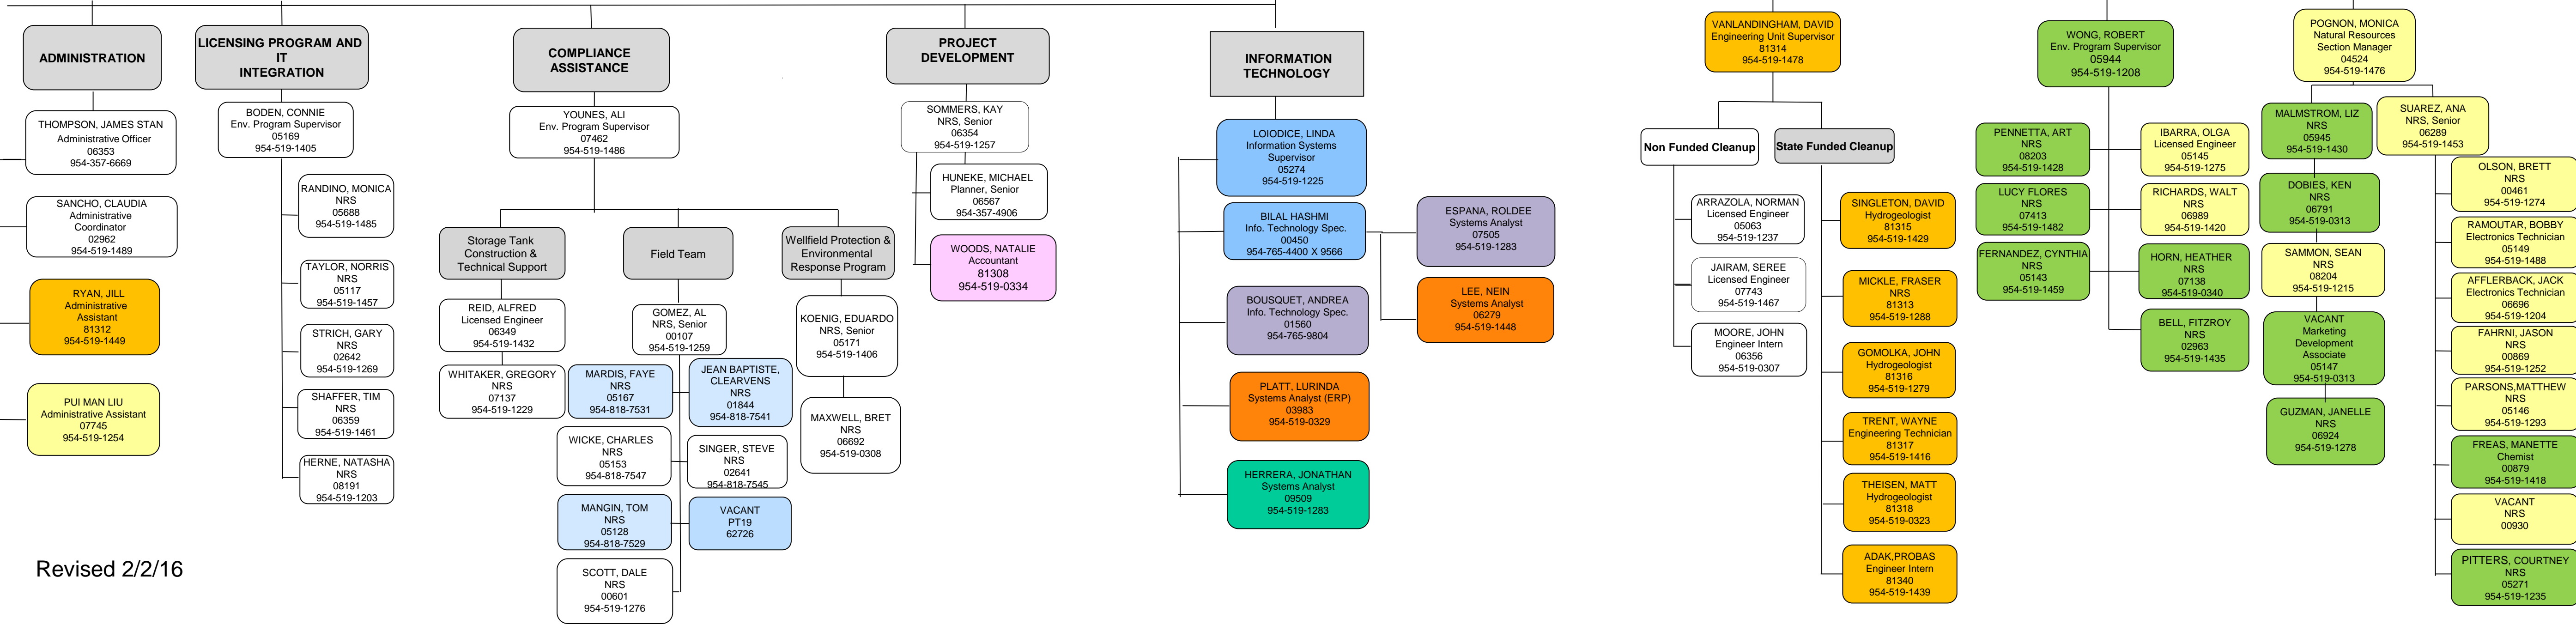 ADMINISTRATION
THOMPSON, JAMES STAN
Administrative Officer
06353
954-357-6669
SANCHO, CLAUDIA
Administrative
Coordinator
02962
954-519-1489
RYAN, JILL
Administrative
Assistant
81312
954-519-1449
PUI MAN LIU
Administrative Assistant
07745
954-519-1254
Revised 2/2/16
LICENSING PROGRAM AND
IT
INTEGRATION
BODEN, CONNIE
Env. Program Supervisor
05169
954-519-1405
RANDINO, MONICA
NRS
05688
954-519-1485
TAYLOR, NORRIS
NRS
05117
954-519-1457
STRICH, GARY
NRS
02642
954-519-1269
SHAFFER, TIM
NRS
06359
954-519-1461
HERNE, NATASHA
NRS
08191
954-519-1203
COMPLIANCE
ASSISTANCE
YOUNES, ALI
Env. Program Supervisor
07462
954-519-1486
Storage Tank
Construction &
Technical Support
REID, ALFRED
Licensed Engineer
06349
954-519-1432
WHITAKER, GREGORY
NRS
07137
954-519-1229
Field Team
GOMEZ, AL
NRS, Senior
00107
954-519-1259
MARDIS, FAYE
NRS
05167
954-818-7531
JEAN BAPTISTE,
CLEARVENS
NRS
01844
954-818-7541
WICKE, CHARLES
NRS
05153
954-818-7547
SINGER, STEVE
NRS
02641
954-818-7545
MANGIN, TOM
NRS
05128
954-818-7529
VACANT
PT19
62726
SCOTT, DALE
NRS
00601
954-519-1276
Wellfield Protection &
Environmental
Response Program
KOENIG, EDUARDO
NRS, Senior
05171
954-519-1406
MAXWELL, BRET
NRS
06692
954-519-0308
PROJECT
DEVELOPMENT
SOMMERS, KAY
NRS, Senior
06354
954-519-1257
HUNEKE, MICHAEL
Planner, Senior
06567
954-357-4906
WOODS, NATALIE
Accountant
81308
954-519-0334
INFORMATION
TECHNOLOGY
LOIODICE, LINDA
Information Systems
Supervisor
05274
954-519-1225
BILAL HASHMI
Info. Technology Spec.
00450
954-765-4400 X 9566
BOUSQUET, ANDREA
Info. Technology Spec.
01560
954-765-9804
PLATT, LURINDA
Systems Analyst (ERP)
03983
954-519-0329
HERRERA, JONATHAN
Systems Analyst
09509
954-519-1283
ESPANA, ROLDEE
Systems Analyst
07505
954-519-1283
LEE, NEIN
Systems Analyst
06279
954-519-1448
VANLANDINGHAM, DAVID
Engineering Unit Supervisor
81314
954-519-1478
Non Funded Cleanup
ARRAZOLA, NORMAN
Licensed Engineer
05063
954-519-1237
JAIRAM, SEREE
Licensed Engineer
07743
954-519-1467
MOORE, JOHN
Engineer Intern
06356
954-519-0307
State Funded Cleanup
SINGLETON, DAVID
Hydrogeologist
81315
954-519-1429
MICKLE, FRASER
NRS
81313
954-519-1288
GOMOLKA, JOHN
Hydrogeologist
81316
954-519-1279
TRENT, WAYNE
Engineering Technician
81317
954-519-1416
THEISEN, MATT
Hydrogeologist
81318
954-519-0323
ADAK,PROBAS
Engineer Intern
81340
954-519-1439
WONG, ROBERT
Env. Program Supervisor
05944
954-519-1208
PENNETTA, ART
NRS
08203
954-519-1428
LUCY FLORES
NRS
07413
954-519-1482
FERNANDEZ, CYNTHIA
NRS
05143
954-519-1459
IBARRA, OLGA
Licensed Engineer
05145
954-519-1275
RICHARDS, WALT
NRS
06989
954-519-1420
HORN, HEATHER
NRS
07138
954-519-0340
BELL, FITZROY
NRS
02963
954-519-1435
POGNON, MONICA
Natural Resources
Section Manager
04524
954-519-1476
MALMSTROM, LIZ
NRS
05945
954-519-1430
DOBIES, KEN
NRS
06791
954-519-0313
SAMMON, SEAN
NRS
08204
954-519-1215
VACANT
Marketing
Development
Associate
05147
954-519-0313
GUZMAN, JANELLE
NRS
06924
954-519-1278
SUAREZ, ANA
NRS, Senior
06289
954-519-1453
OLSON, BRETT
NRS
00461
954-519-1274
RAMOUTAR, BOBBY
Electronics Technician
05149
954-519-1488
AFFLERBACK, JACK
Electronics Technician
06696
954-519-1204
FAHRNI, JASON
NRS
00869
954-519-1252
PARSONS,MATTHEW
NRS
05146
954-519-1293
FREAS, MANETTE
Chemist
00879
954-519-1418
VACANT
NRS
00930
PITTERS, COURTNEY
NRS
05271
954-519-1235